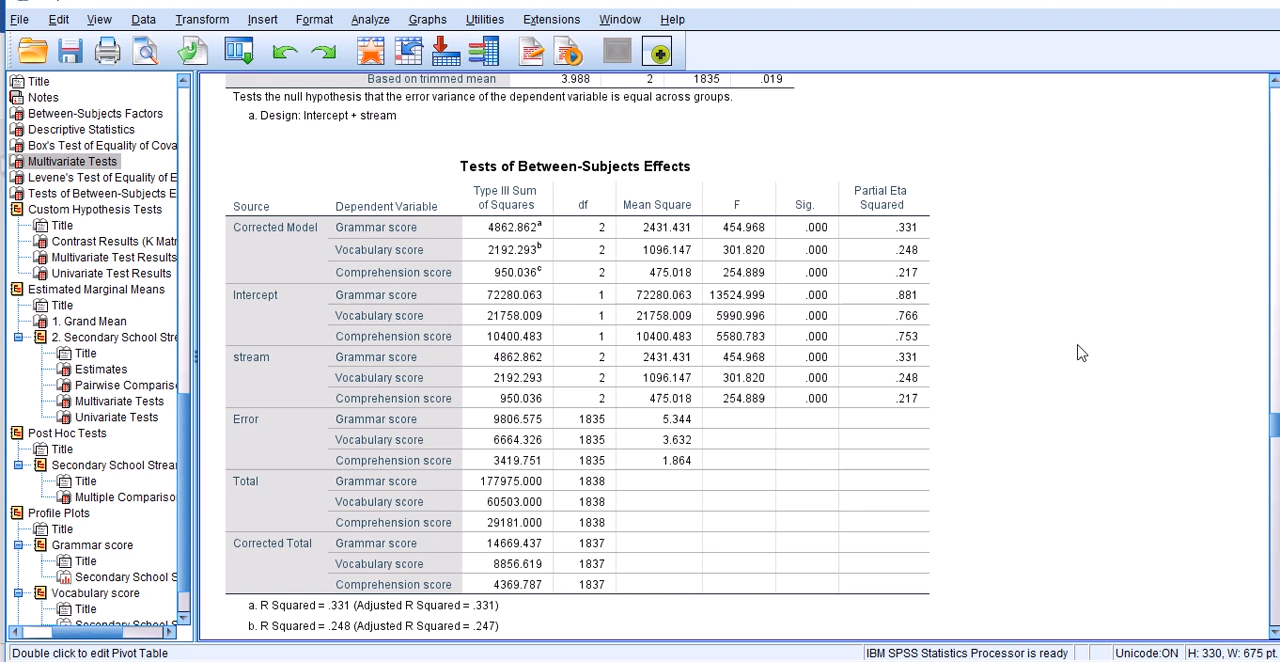 File Edit View Data Transform Insert Format Analyze Graphs Utilities Extensions Window Help
Title
Notes
Between-Subjects Factors
Descriptive Statistics
Box's Test of Equality of Cova
Multivariate Tests
Levene's Test of Equality of E
Tests of Between-Subjects E
Custom Hypothesis Tests
Title
Contrast Results (K Matr
Multivariate Test Results
Univariate Test Results
Estimated Marginal Means
Title
1. Grand Mean
2. Secondary School Stre
Title
Estimates
Pairwise Comparis
Multivariate Tests
Univariate Tests
Post Hoc Tests
Title
Secondary School Strea
Title
Multiple Compariso
Profile Plots
Title
Grammar score
Title
Secondary School S
Vocabulary score
Title
Secondary School S
Based on trimmed mean 3.988 2 1835 .019
Tests the null hypothesis that the error variance of the dependent variable is equal across groups.
a. Design: Intercept + stream
Tests of Between-Subjects Effects
Source Dependent Variable Type III Sum of Squares df Mean Square F Sig. Partial Eta Squared
Corrected Model Grammar score 4862.862a 2 2431.431 454.968 .000 .331
Vocabulary score 2192.293b 2 1096.147 301.820 .000 .248
Comprehension score 950.036c 2 475.018 254.889 .000 .217
Intercept Grammar score 72280.063 1 72280.063 13524.999 .000 .881
Vocabulary score 21758.009 1 21758.009 5990.996 .000 .766
Comprehension score 10400.483 1 10400.483 5580.783 .000 .753
stream Grammar score 4862.862 2 2431.431 454.968 .000 .331
Vocabulary score 2192.293 2 1096.147 301.820 .000 .248
Comprehension score 950.036 2 475.018 254.889 .000 .217
Error Grammar score 9806.575 1835 5.344
Vocabulary score 6664.326 1835 3.632
Comprehension score 3419.751 1835 1.864
Total Grammar score 177975.000 1838
Vocabulary score 60503.000 1838
Comprehension score 29181.000 1838
Corrected Total Grammar score 14669.437 1837
Vocabulary score 8856.619 1837
Comprehension score 4369.787 1837
a. R Squared = .331 (Adjusted R Squared = .331)
b. R Squared = .248 (Adjusted R Squared = .247)
Double click to edit Pivot Table IBM SPSS Statistics Processor is ready Unicode:ON H: 330, W: 675 pt.